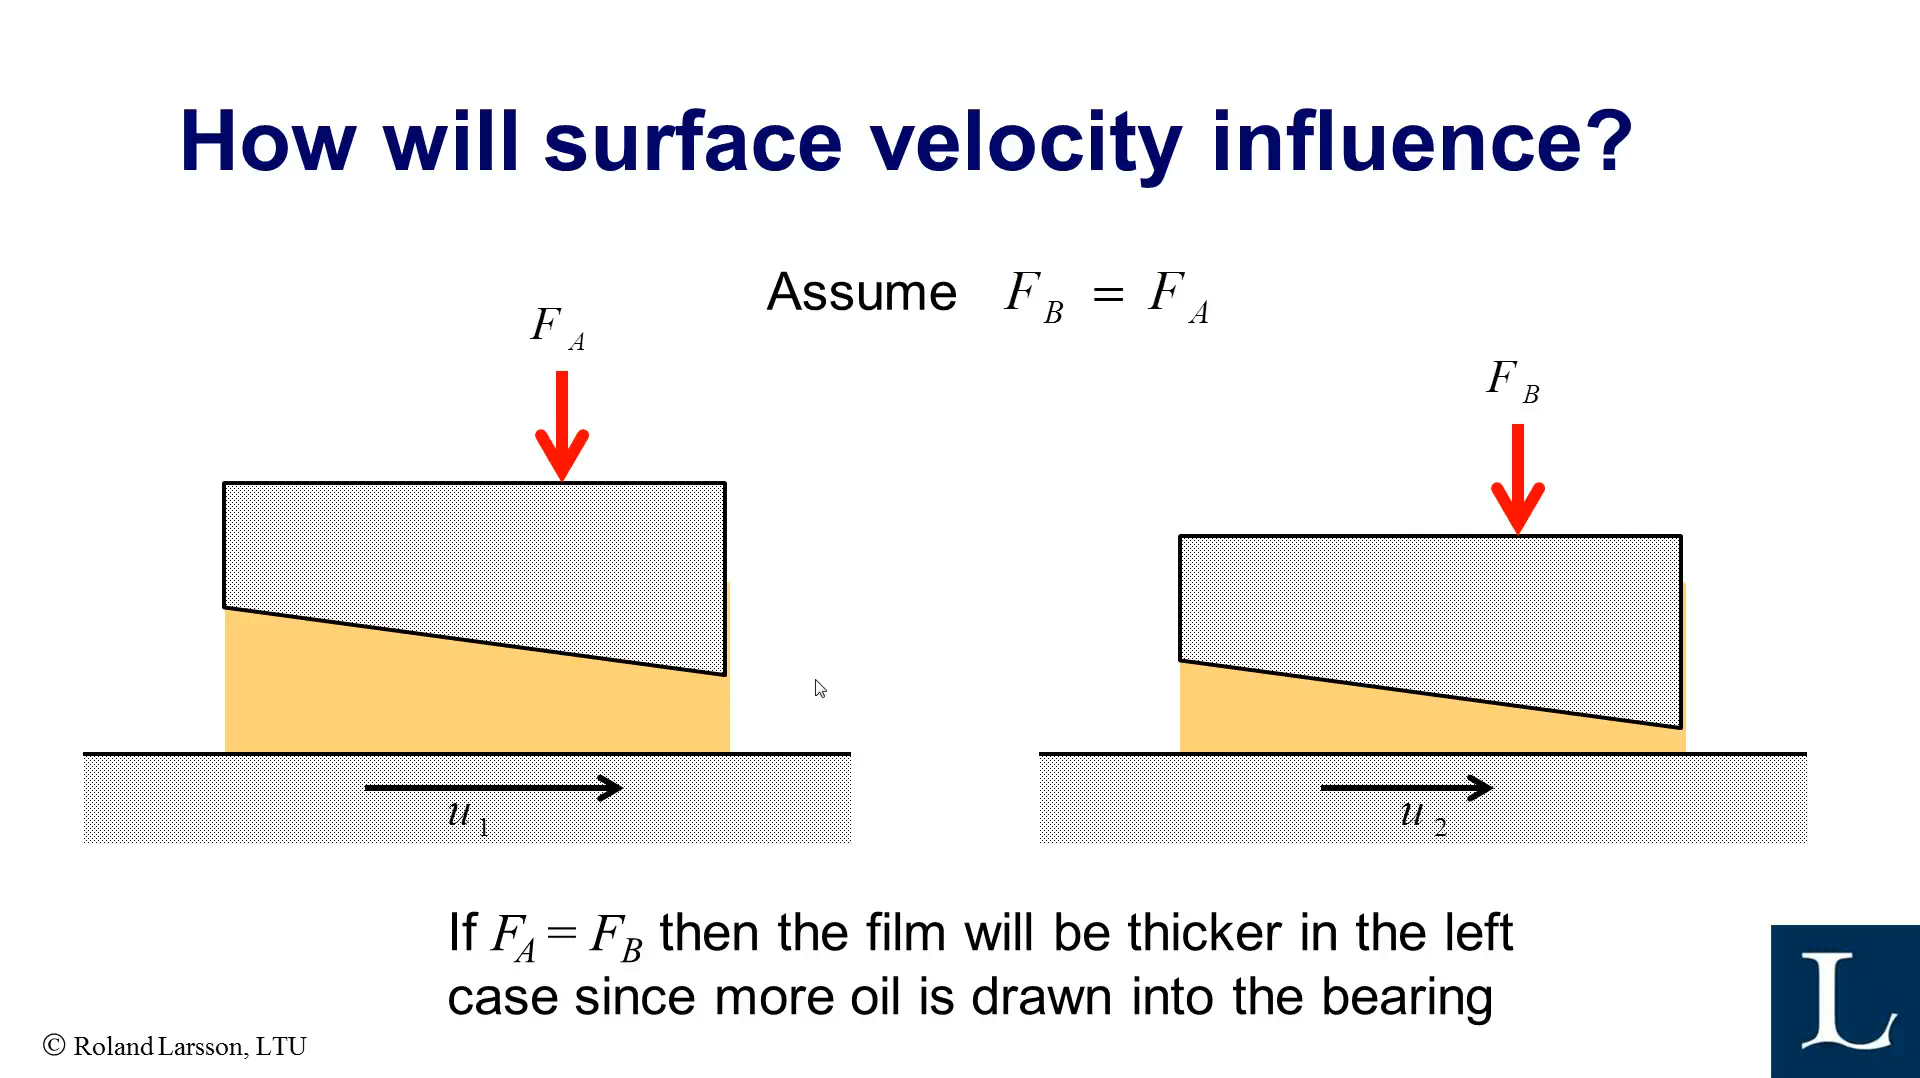 How will surface velocity influence?
Assume F_B = F_A
F_A
F_B
u_1
u_2
If F_A = F_B then the film will be thicker in the left
case since more oil is drawn into the bearing
© Roland Larsson, LTU
L